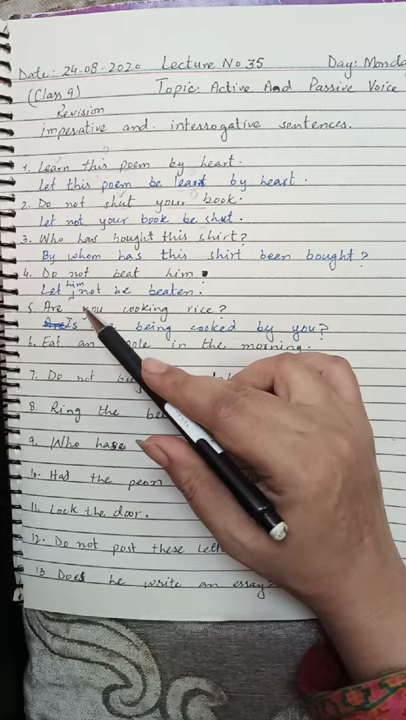 Date: 24-08-2020 Lecture No 35 Day: Monda
(Class 9) Topic: Active And Passive Voice
Revision
imperative and interrogative sentences.
1. Learn this poem by heart.
Let this poem be learnt by heart.
2. Do not shut your book.
Let not your book be shut.
3. Who has bought this shirt?
By whom has this shirt been bought?
4. Do not beat him.
Let him not be beaten.
5. Are you cooking rice?
Is being cooked by you?
6. Eat an in the morning.
7. Do not
8. Ring the
9. Who has
10. Had the peon
11. Lock the door.
12. Do not post these
13 Does he write an essay?